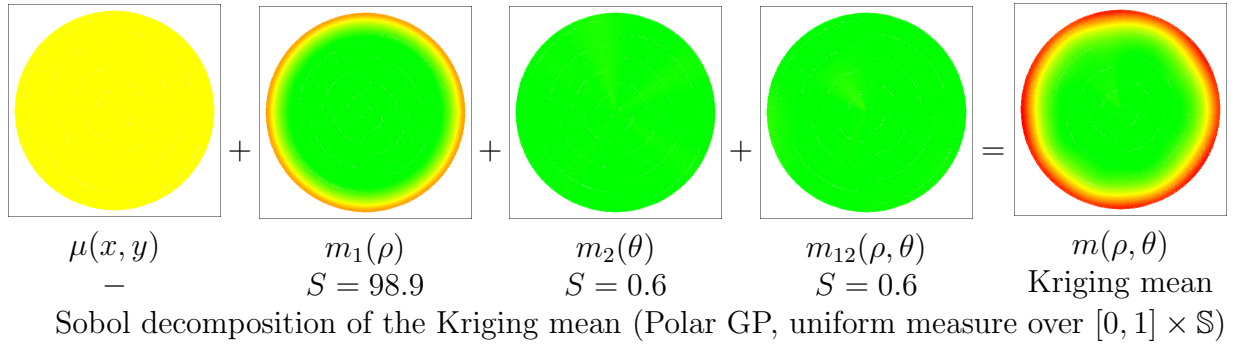 + + + =
μ(x, y) m₁(ρ) m₂(θ) m₁₂(ρ, θ) m(ρ, θ)
− S = 98.9 S = 0.6 S = 0.6 Kriging mean
Sobol decomposition of the Kriging mean (Polar GP, uniform measure over [0, 1] × 𝕊)